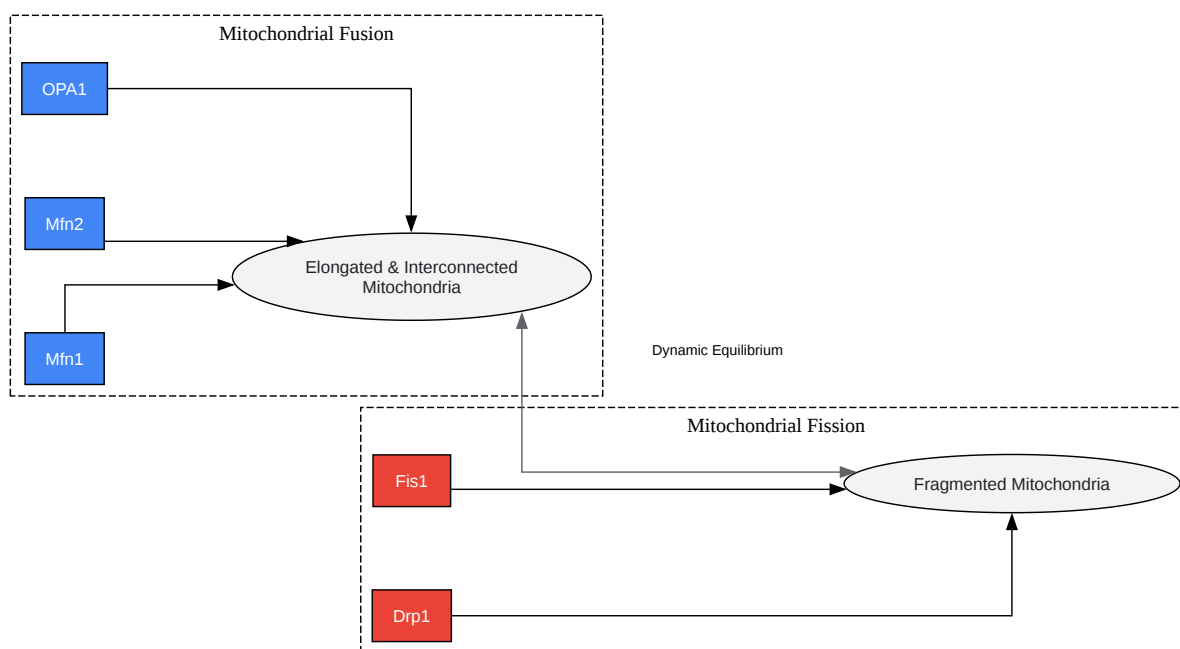 Mitochondrial Fusion
OPA1
Mfn2
Elongated & Interconnected
Mitochondria
Mfn1
Dynamic Equilibrium
Mitochondrial Fission
Fis1
Fragmented Mitochondria
Drp1